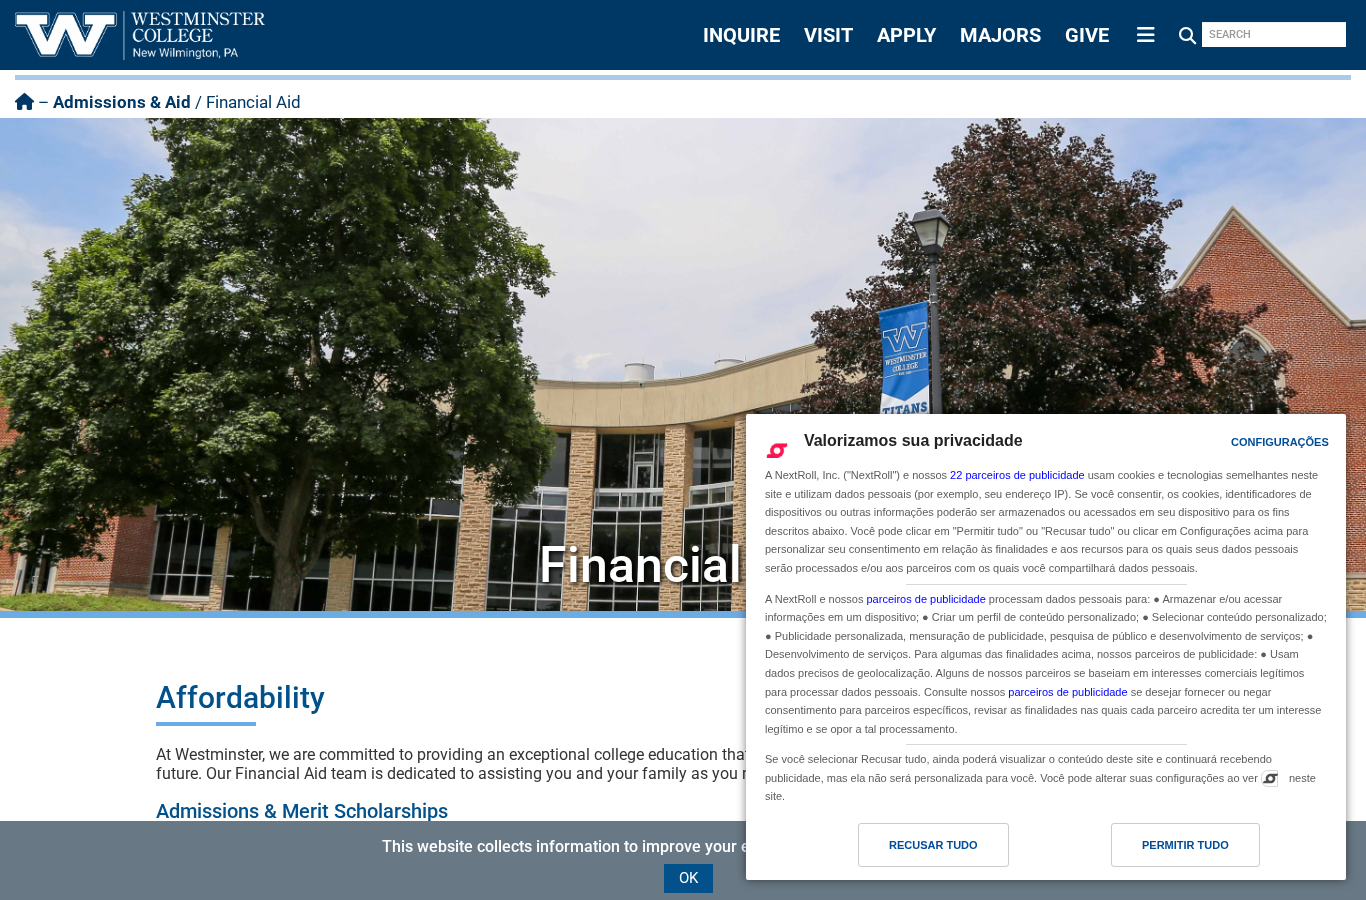 WESTMINSTER
COLLEGE
New Wilmington, PA
INQUIRE VISIT APPLY MAJORS GIVE
SEARCH
– Admissions & Aid / Financial Aid
W
WESTMINSTER
COLLEGE
TITANS
Financial
Valorizamos sua privacidade
CONFIGURAÇÕES
A NextRoll, Inc. ("NextRoll") e nossos 22 parceiros de publicidade usam cookies e tecnologias semelhantes neste
site e utilizam dados pessoais (por exemplo, seu endereço IP). Se você consentir, os cookies, identificadores de
dispositivos ou outras informações poderão ser armazenados ou acessados em seu dispositivo para os fins
descritos abaixo. Você pode clicar em "Permitir tudo" ou "Recusar tudo" ou clicar em Configurações acima para
personalizar seu consentimento em relação às finalidades e aos recursos para os quais seus dados pessoais
serão processados e/ou aos parceiros com os quais você compartilhará dados pessoais.
A NextRoll e nossos parceiros de publicidade processam dados pessoais para: ● Armazenar e/ou acessar
informações em um dispositivo; ● Criar um perfil de conteúdo personalizado; ● Selecionar conteúdo personalizado;
● Publicidade personalizada, mensuração de publicidade, pesquisa de público e desenvolvimento de serviços; ●
Desenvolvimento de serviços. Para algumas das finalidades acima, nossos parceiros de publicidade: ● Usam
dados precisos de geolocalização. Alguns de nossos parceiros se baseiam em interesses comerciais legítimos
para processar dados pessoais. Consulte nossos parceiros de publicidade se desejar fornecer ou negar
consentimento para parceiros específicos, revisar as finalidades nas quais cada parceiro acredita ter um interesse
legítimo e se opor a tal processamento.
Se você selecionar Recusar tudo, ainda poderá visualizar o conteúdo deste site e continuará recebendo
publicidade, mas ela não será personalizada para você. Você pode alterar suas configurações ao ver neste
site.
RECUSAR TUDO PERMITIR TUDO
Affordability
At Westminster, we are committed to providing an exceptional college education
future. Our Financial Aid team is dedicated to assisting you and your family as you
Admissions & Merit Scholarships
This website collects information to improve your
OK